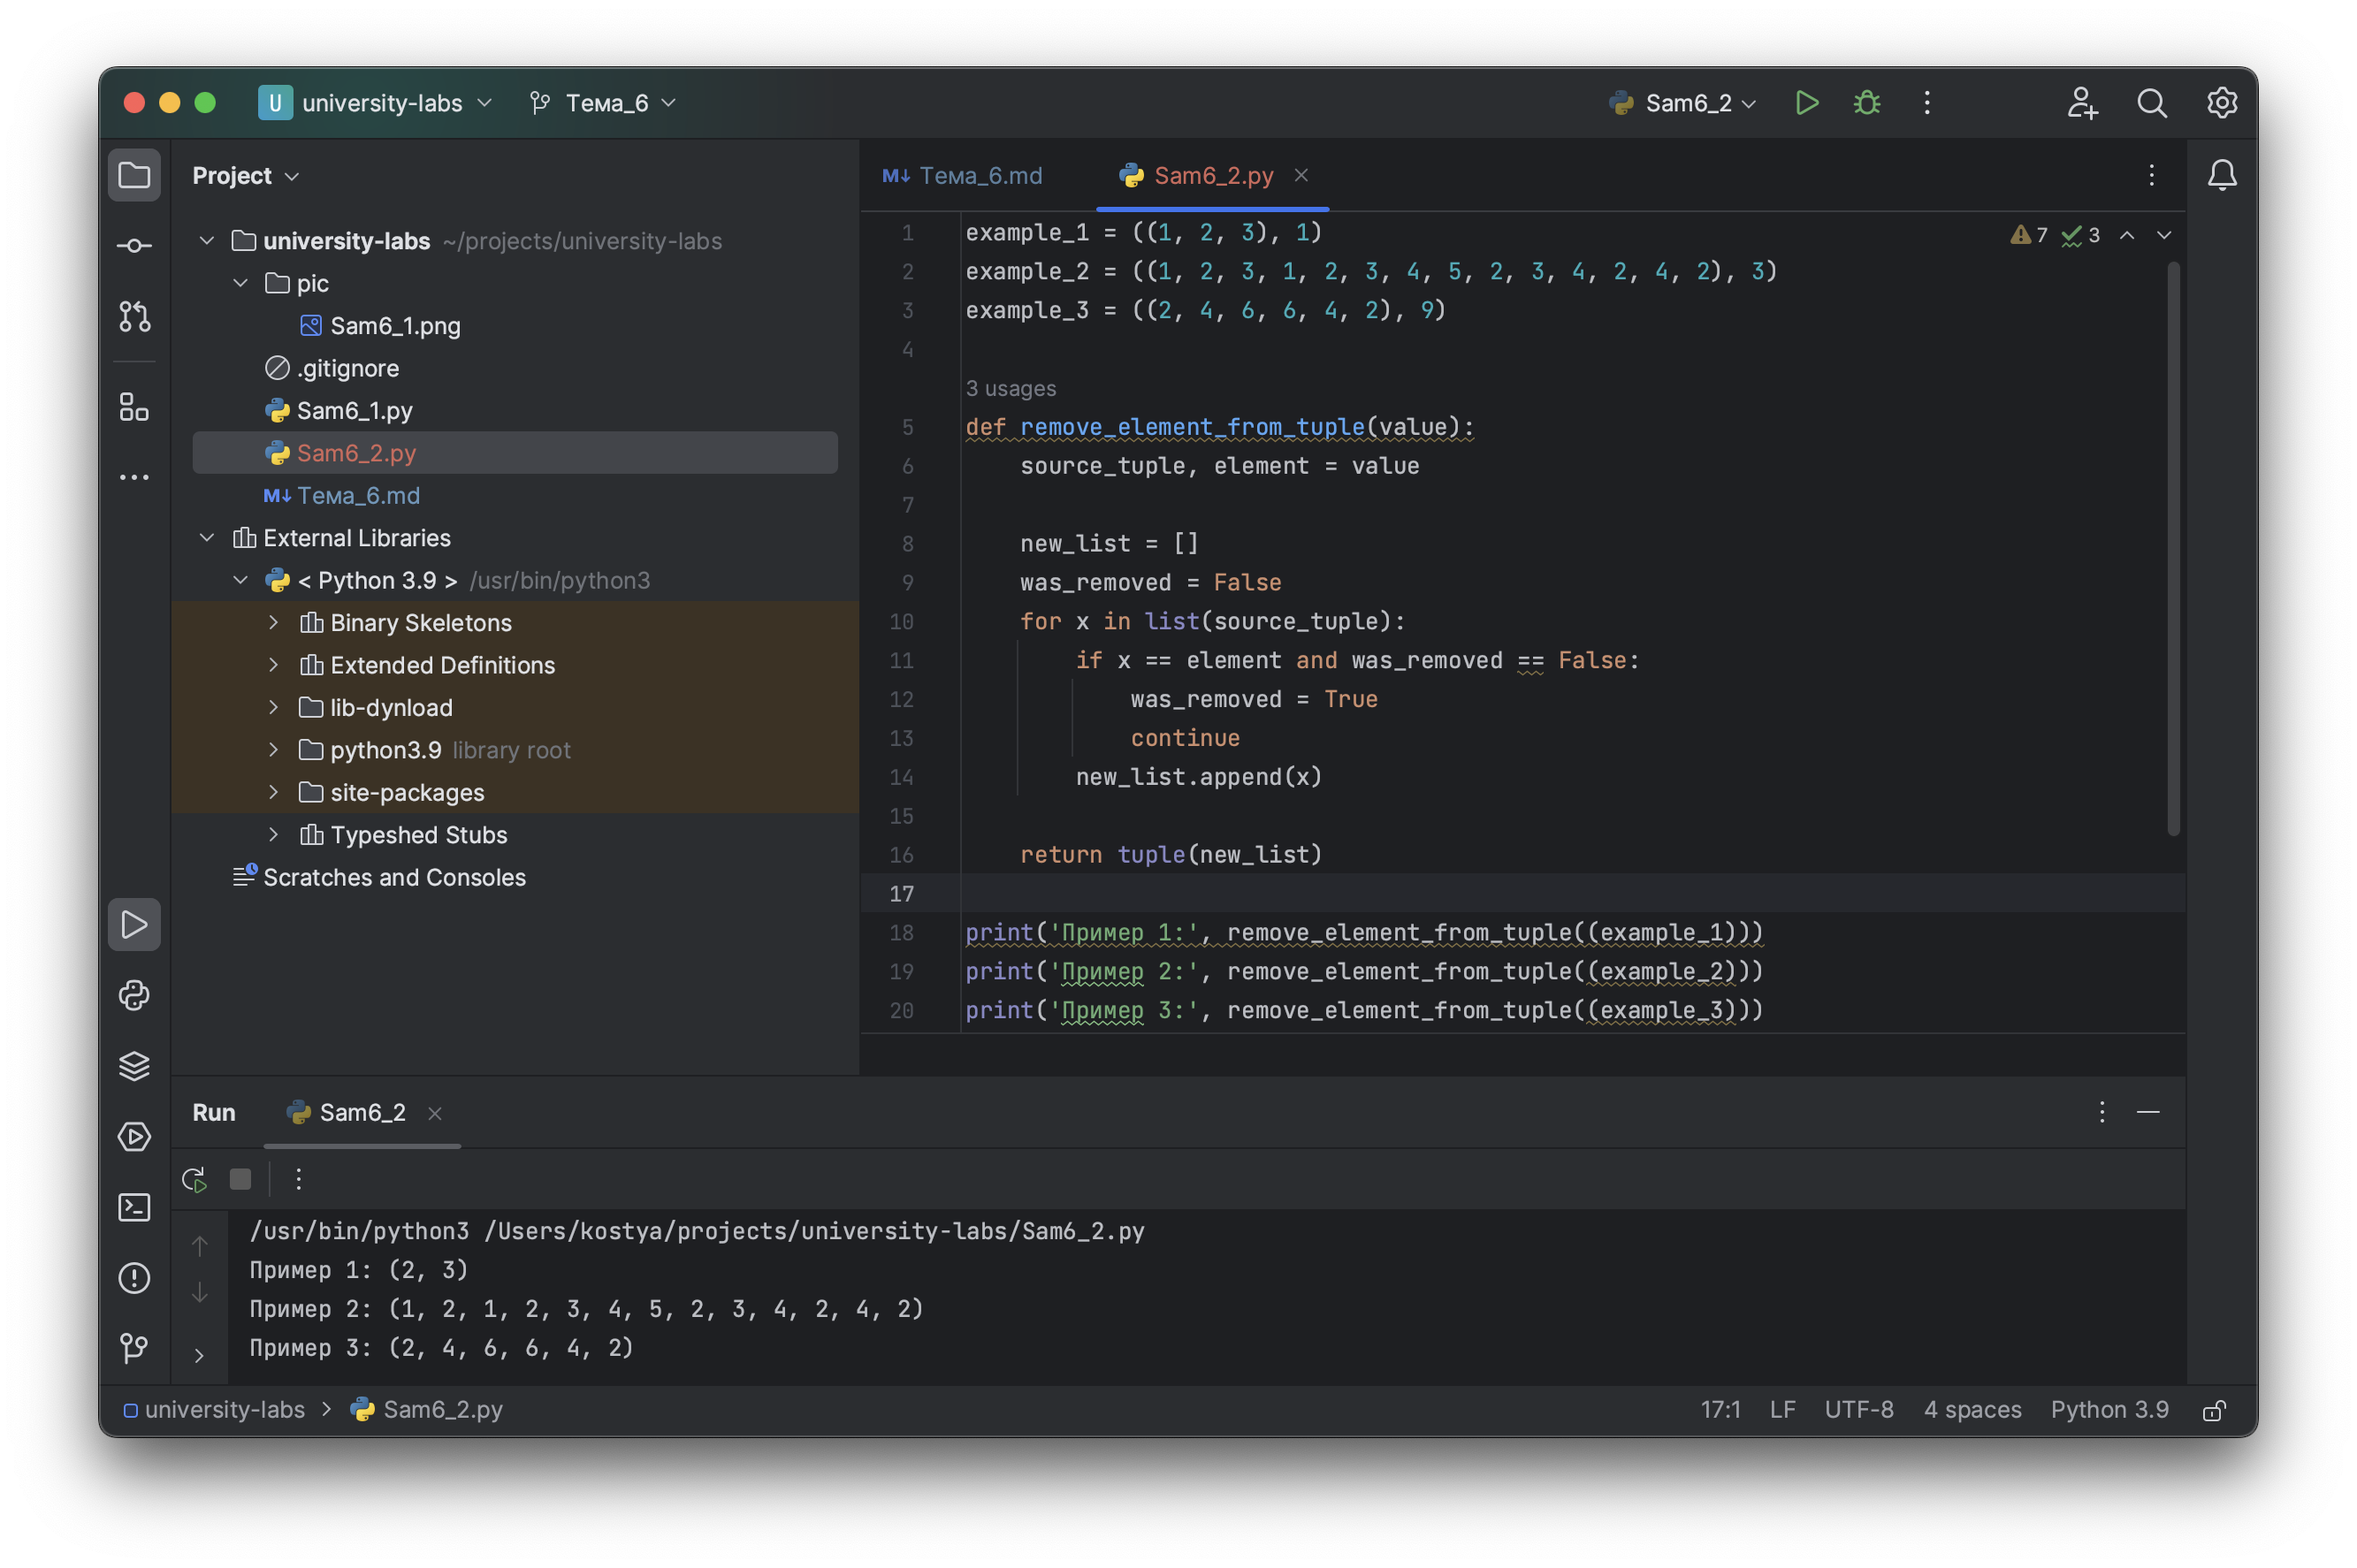 U university-labs Тема_6 Sam6_2
Project
university-labs ~/projects/university-labs
pic
Sam6_1.png
.gitignore
Sam6_1.py
Sam6_2.py
M↓ Тема_6.md
External Libraries
< Python 3.9 > /usr/bin/python3
Binary Skeletons
Extended Definitions
lib-dynload
python3.9 library root
site-packages
Typeshed Stubs
Scratches and Consoles
M↓ Тема_6.md Sam6_2.py
7 3
1 example_1 = ((1, 2, 3), 1)
2 example_2 = ((1, 2, 3, 1, 2, 3, 4, 5, 2, 3, 4, 2, 4, 2), 3)
3 example_3 = ((2, 4, 6, 6, 4, 2), 9)
4
3 usages
5 def remove_element_from_tuple(value):
6     source_tuple, element = value
7
8     new_list = []
9     was_removed = False
10     for x in list(source_tuple):
11         if x == element and was_removed == False:
12             was_removed = True
13             continue
14         new_list.append(x)
15
16     return tuple(new_list)
17
18 print('Пример 1:', remove_element_from_tuple((example_1)))
19 print('Пример 2:', remove_element_from_tuple((example_2)))
20 print('Пример 3:', remove_element_from_tuple((example_3)))
Run Sam6_2
/usr/bin/python3 /Users/kostya/projects/university-labs/Sam6_2.py
Пример 1: (2, 3)
Пример 2: (1, 2, 1, 2, 3, 4, 5, 2, 3, 4, 2, 4, 2)
Пример 3: (2, 4, 6, 6, 4, 2)
university-labs > Sam6_2.py 17:1 LF UTF-8 4 spaces Python 3.9